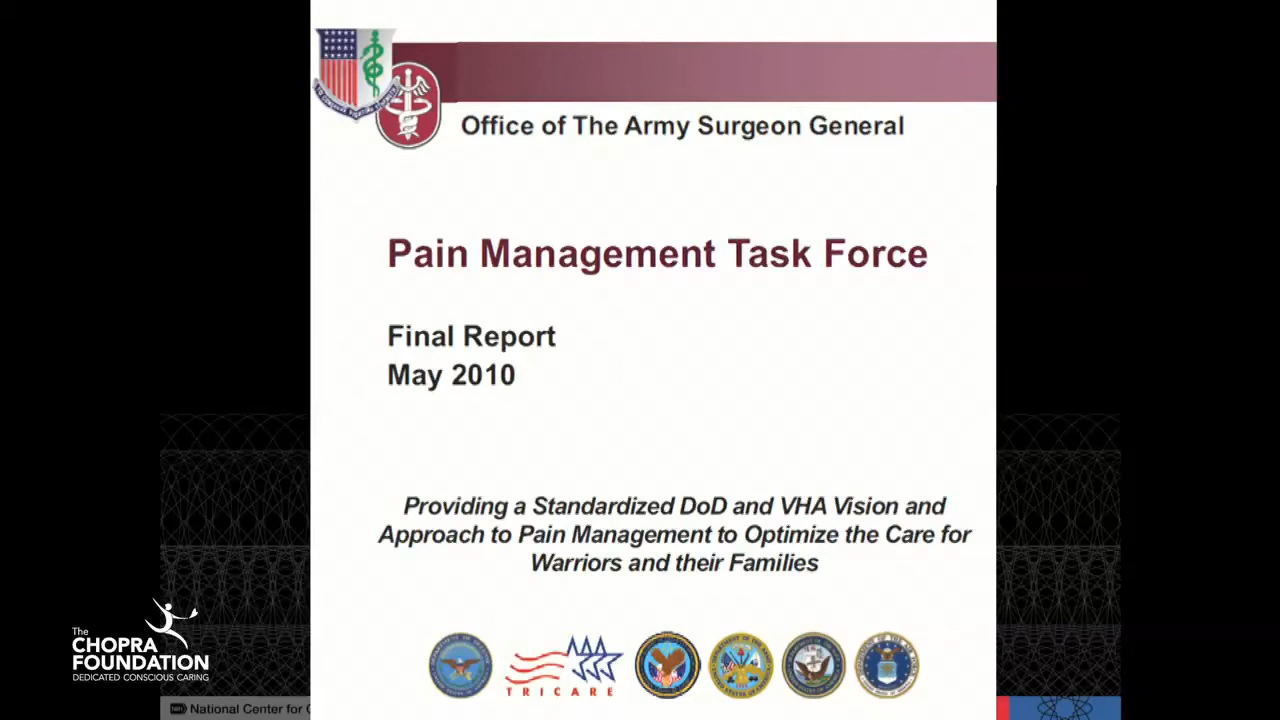 Office of The Army Surgeon General
Pain Management Task Force
Final Report
May 2010
Providing a Standardized DoD and VHA Vision and
Approach to Pain Management to Optimize the Care for
Warriors and their Families
TRICARE
The
CHOPRA
FOUNDATION
DEDICATED CONSCIOUS CARING
NIH National Center for